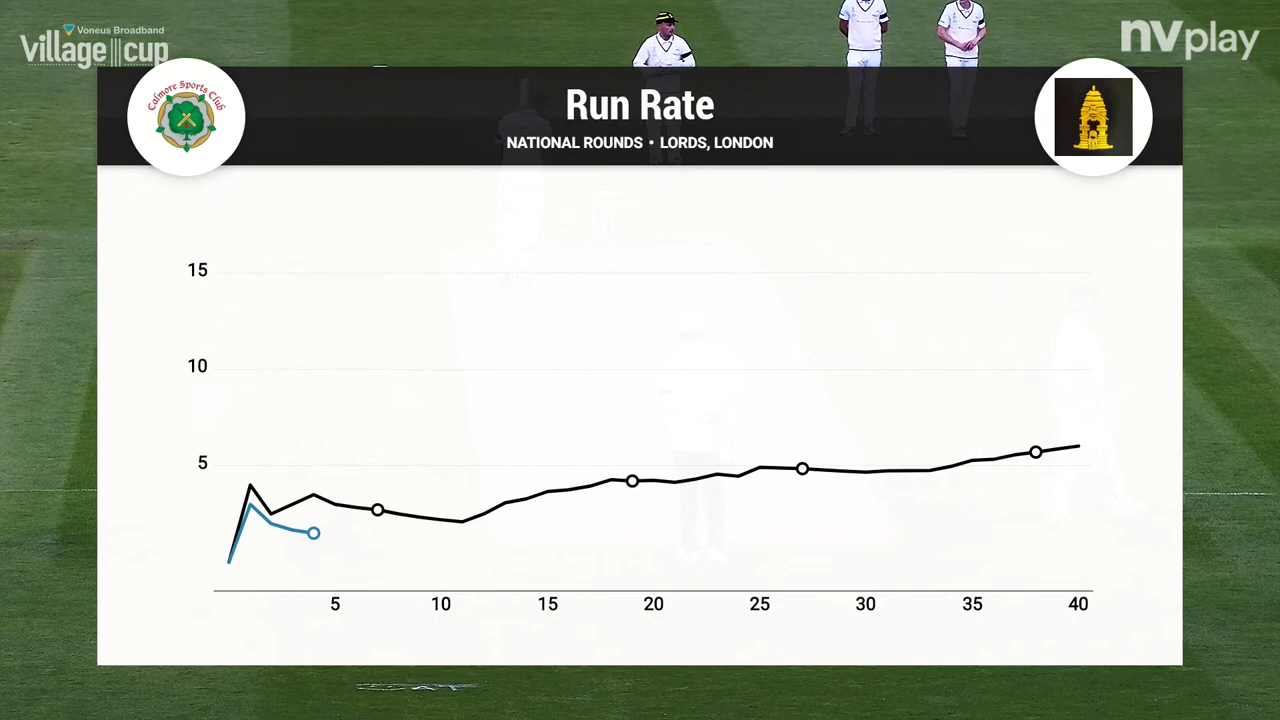 Voneus Broadband
Village cup
nvplay
Calmore Sports Club
Run Rate
NATIONAL ROUNDS • LORDS, LONDON
15
10
5
5 10 15 20 25 30 35 40